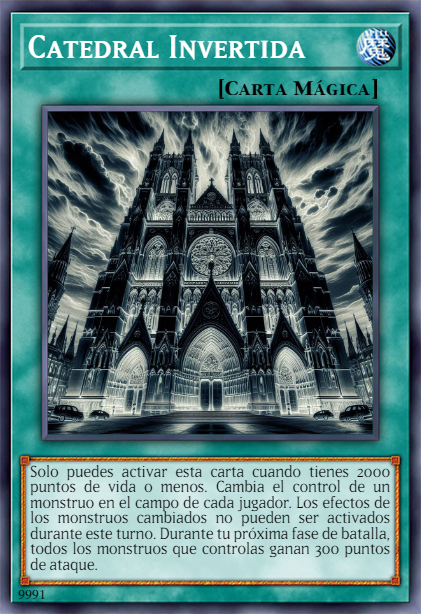 Catedral Invertida
魔
[Carta Mágica]
Solo puedes activar esta carta cuando tienes 2000
puntos de vida o menos. Cambia el control de un
monstruo en el campo de cada jugador. Los efectos de
los monstruos cambiados no pueden ser activados
durante este turno. Durante tu próxima fase de batalla,
todos los monstruos que controlas ganan 300 puntos
de ataque.
9991